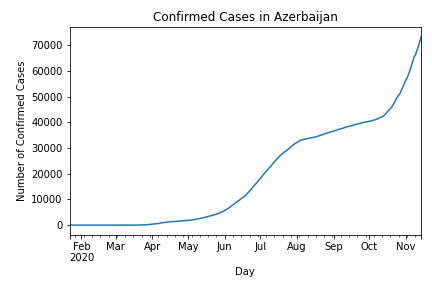 Confirmed Cases in Azerbaijan
Number of Confirmed Cases
70000
60000
50000
40000
30000
20000
10000
0
Feb Mar Apr May Jun Jul Aug Sep Oct Nov
2020
Day